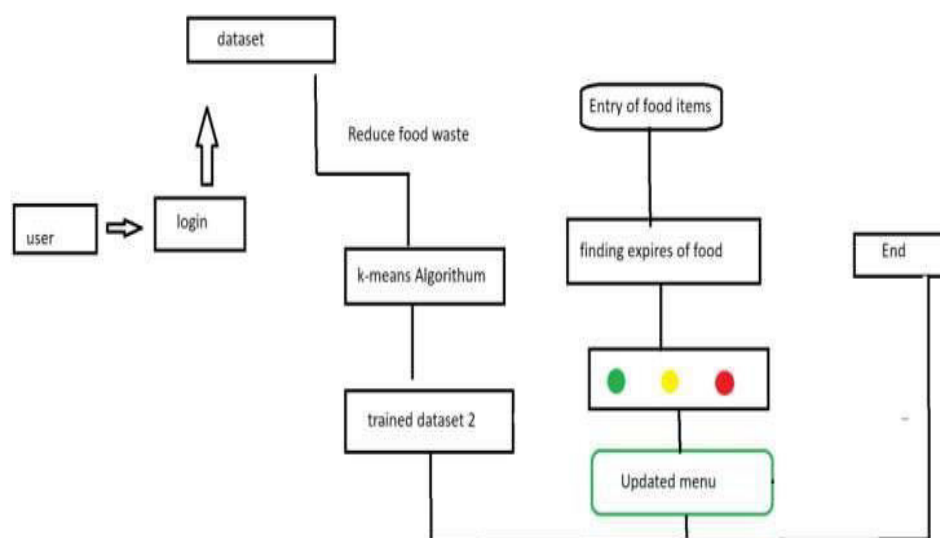 dataset
Reduce food waste
user
login
k-means Algorithum
trained dataset 2
Entry of food items
finding expires of food
Updated menu
End